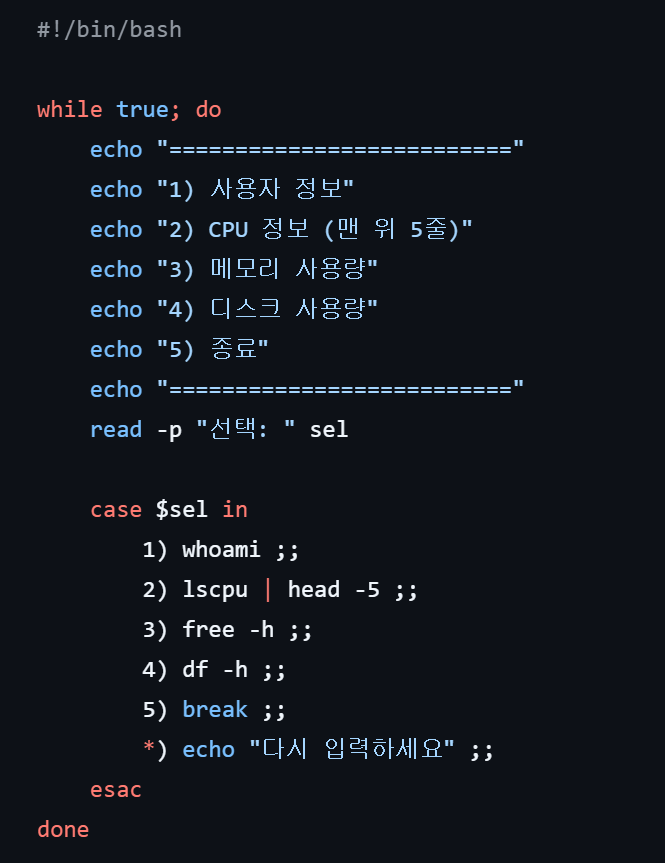 #!/bin/bash
while true; do
echo "=========================="
echo "1) 사용자 정보"
echo "2) CPU 정보 (맨 위 5줄)"
echo "3) 메모리 사용량"
echo "4) 디스크 사용량"
echo "5) 종료"
echo "=========================="
read -p "선택: " sel
case $sel in
1) whoami ;;
2) lscpu | head -5 ;;
3) free -h ;;
4) df -h ;;
5) break ;;
*) echo "다시 입력하세요" ;;
esac
done